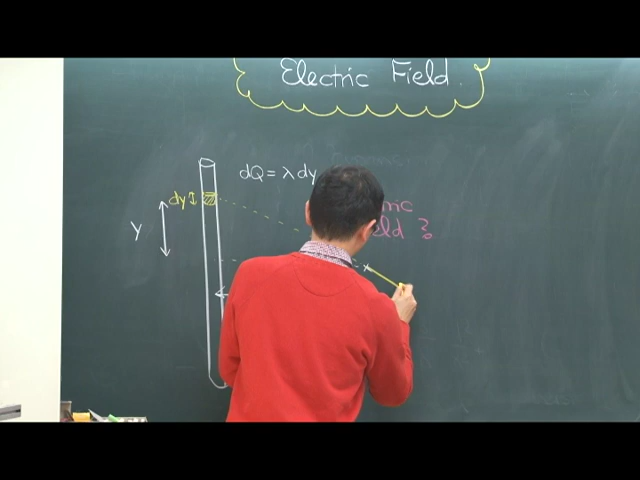 Electric Field.
dQ = λ dy
dy
y
?